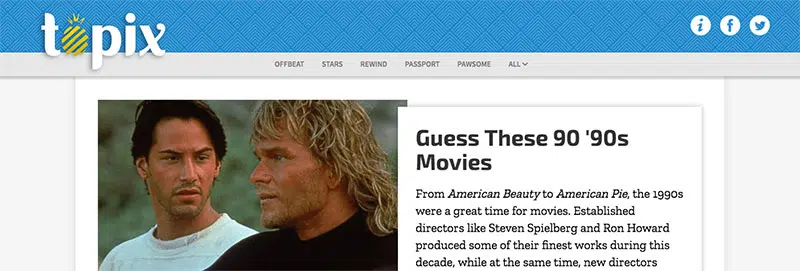 topix
OFFBEAT STARS REWIND PASSPORT PAWSOME ALL
Guess These 90 '90s
Movies
From American Beauty to American Pie, the 1990s
were a great time for movies. Established
directors like Steven Spielberg and Ron Howard
produced some of their finest works during this
decade, while at the same time, new directors